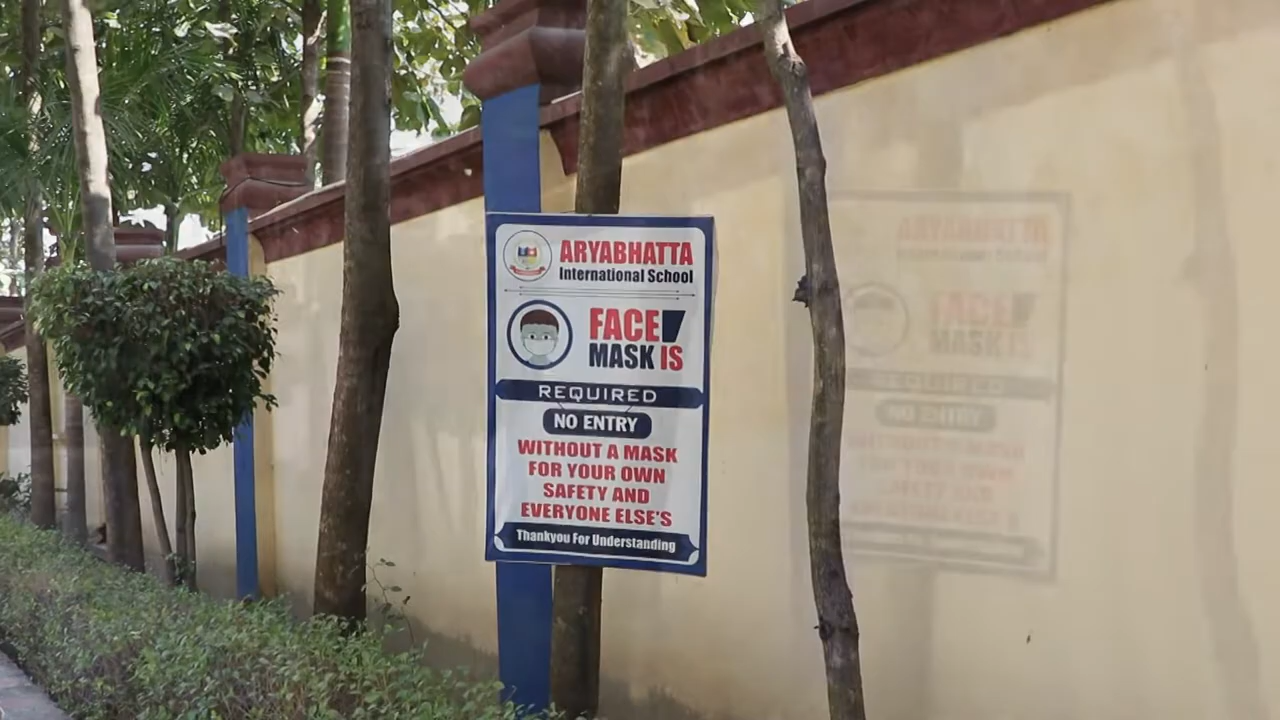 ARYABHATTA
International School
FACE
MASK IS
REQUIRED
NO ENTRY
WITHOUT A MASK
FOR YOUR OWN
SAFETY AND
EVERYONE ELSE'S
Thankyou For Understanding